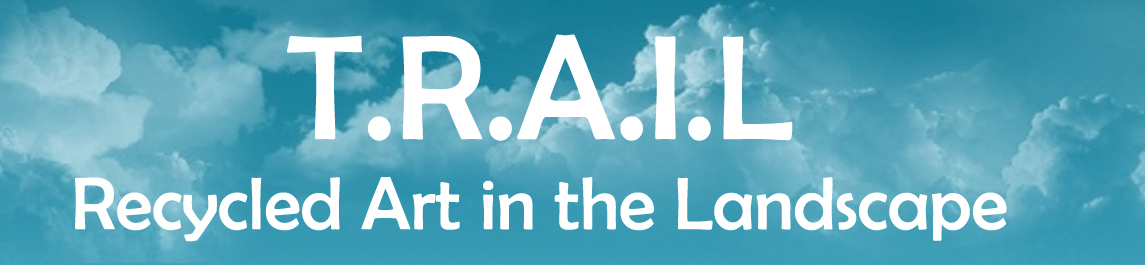 T.R.A.I.L
Recycled Art in the Landscape